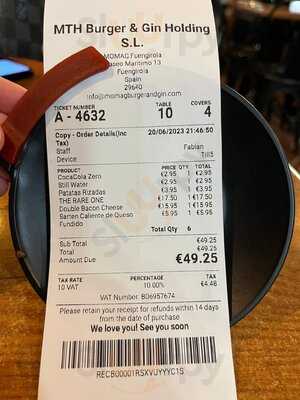 MTH Burger & Gin Holding
S.L.
MOMAQ Fuengirola
Paseo Maritimo 13
Fuengirola
Spain
29640
info@momaqburgerandgin.com
TICKET NUMBER TABLE COVERS
A - 4632 10 4
Copy - Order Details(Inc 20/06/2023 21:46:50
Tax)
Staff Fabian
Device Till3
PRODUCT PRICE QTY TOTAL
CocaCola Zero €2.95 1 €2.95
Still Water €2.95 1 €2.95
Patatas Rizadas €3.95 1 €3.95
THE RARE ONE €17.50 1 €17.50
Double Bacon Cheese €15.95 1 €15.95
Sarten Caliente de Queso €5.95 1 €5.95
Fundido
Total Qty 6
Sub Total €49.25
Total €49.25
Amount Due €49.25
TAX RATE PERCENTAGE TAX
10 VAT 10.00% €4.48
VAT Number: B06957674
Please retain your receipt for refunds within 14 days
from the date of purchase
We love you! See you soon